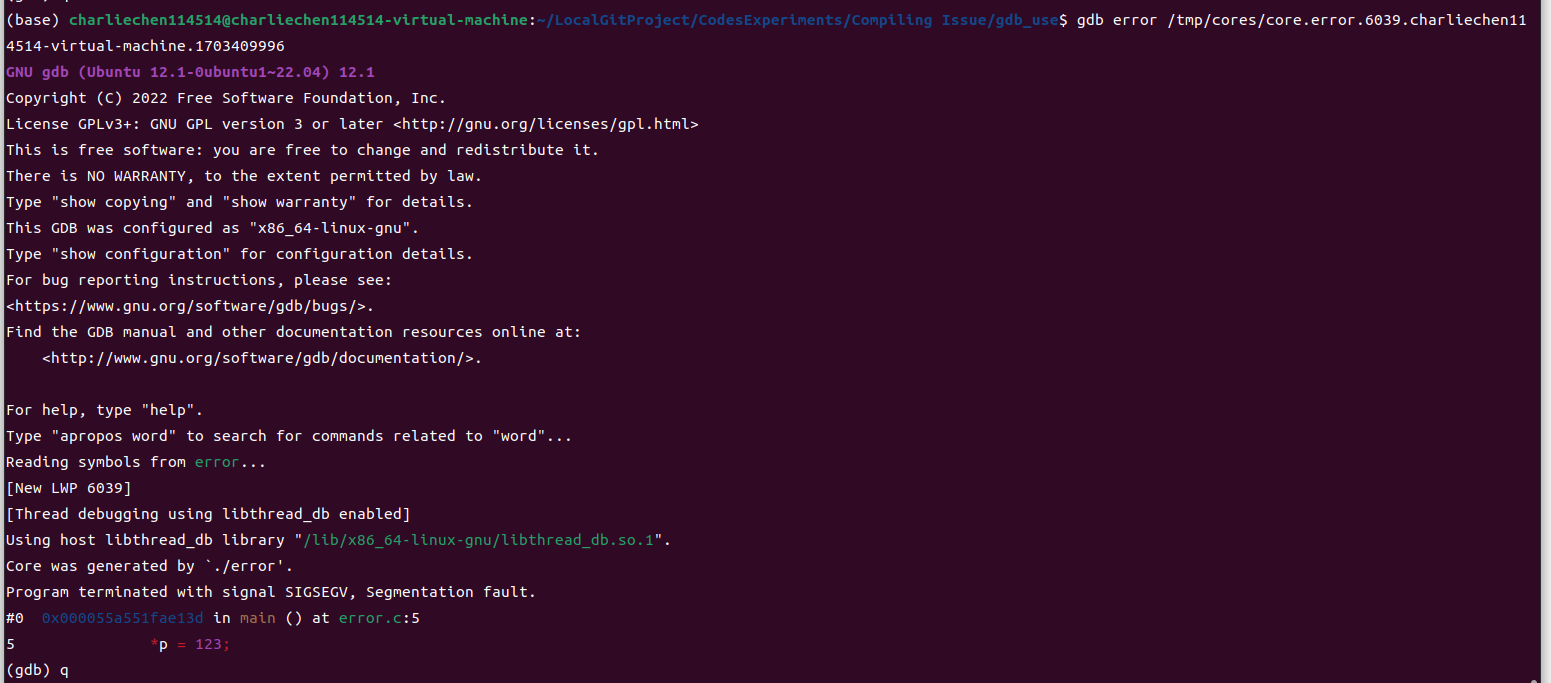 (base) charliechen114514@charliechen114514-virtual-machine:~/LocalGitProject/CodesExperiments/Compiling Issue/gdb_use$ gdb error /tmp/cores/core.error.6039.charliechen11
4514-virtual-machine.1703409996
GNU gdb (Ubuntu 12.1-0ubuntu1~22.04) 12.1
Copyright (C) 2022 Free Software Foundation, Inc.
License GPLv3+: GNU GPL version 3 or later <http://gnu.org/licenses/gpl.html>
This is free software: you are free to change and redistribute it.
There is NO WARRANTY, to the extent permitted by law.
Type "show copying" and "show warranty" for details.
This GDB was configured as "x86_64-linux-gnu".
Type "show configuration" for configuration details.
For bug reporting instructions, please see:
<https://www.gnu.org/software/gdb/bugs/>.
Find the GDB manual and other documentation resources online at:
    <http://www.gnu.org/software/gdb/documentation/>.

For help, type "help".
Type "apropos word" to search for commands related to "word"...
Reading symbols from error...
[New LWP 6039]
[Thread debugging using libthread_db enabled]
Using host libthread_db library "/lib/x86_64-linux-gnu/libthread_db.so.1".
Core was generated by `./error'.
Program terminated with signal SIGSEGV, Segmentation fault.
#0  0x000055a551fae13d in main () at error.c:5
5               *p = 123;
(gdb) q